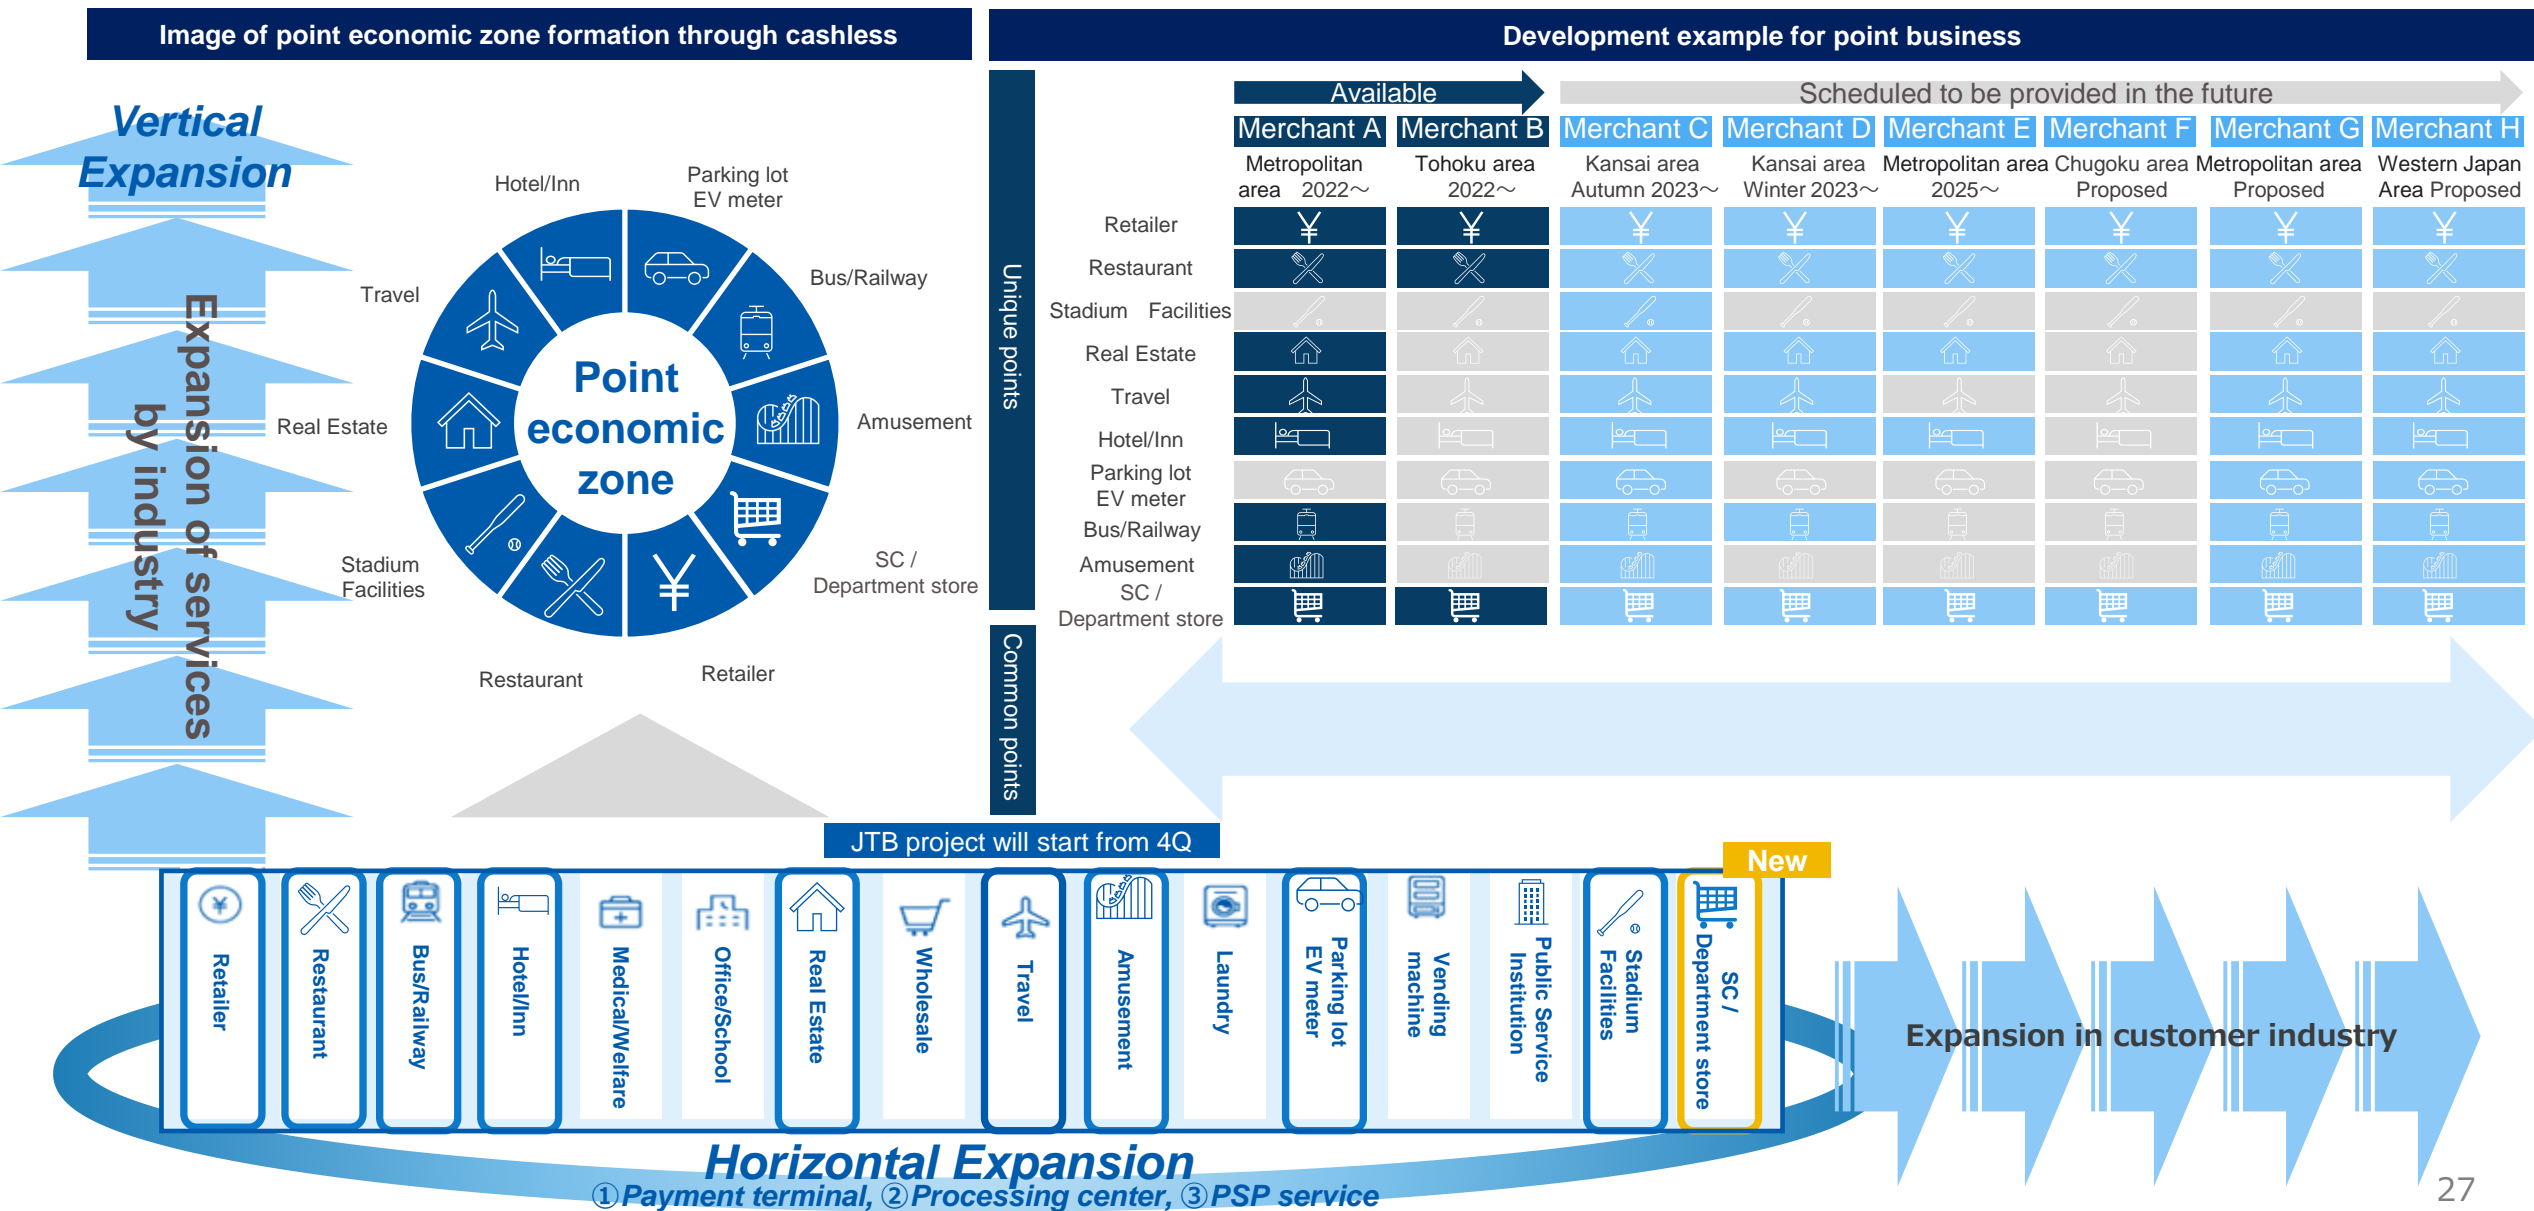 Image of point economic zone formation through cashless
Vertical
Expansion
Expansion of services
by industry
Hotel/Inn
Parking lot
EV meter
Travel
Bus/Railway
Real Estate
Amusement
Point
economic
zone
Stadium
Facilities
SC /
Department store
Restaurant
Retailer
Development example for point business
Unique points
Common points
Available
Scheduled to be provided in the future
Merchant A
Merchant B
Merchant C
Merchant D
Merchant E
Merchant F
Merchant G
Merchant H
Metropolitan
area 2022～
Tohoku area
2022～
Kansai area
Autumn 2023～
Kansai area
Winter 2023～
Metropolitan area
2025～
Chugoku area
Proposed
Metropolitan area
Proposed
Western Japan
Area Proposed
Retailer
Restaurant
Stadium Facilities
Real Estate
Travel
Hotel/Inn
Parking lot
EV meter
Bus/Railway
Amusement
SC /
Department store
JTB project will start from 4Q
New
Retailer
Restaurant
Bus/Railway
Hotel/Inn
Medical/Welfare
Office/School
Real Estate
Wholesale
Travel
Amusement
Laundry
Parking lot
EV meter
Vending
machine
Public Service
Institution
Stadium
Facilities
SC /
Department store
Expansion in customer industry
Horizontal Expansion
①Payment terminal, ②Processing center, ③PSP service
27